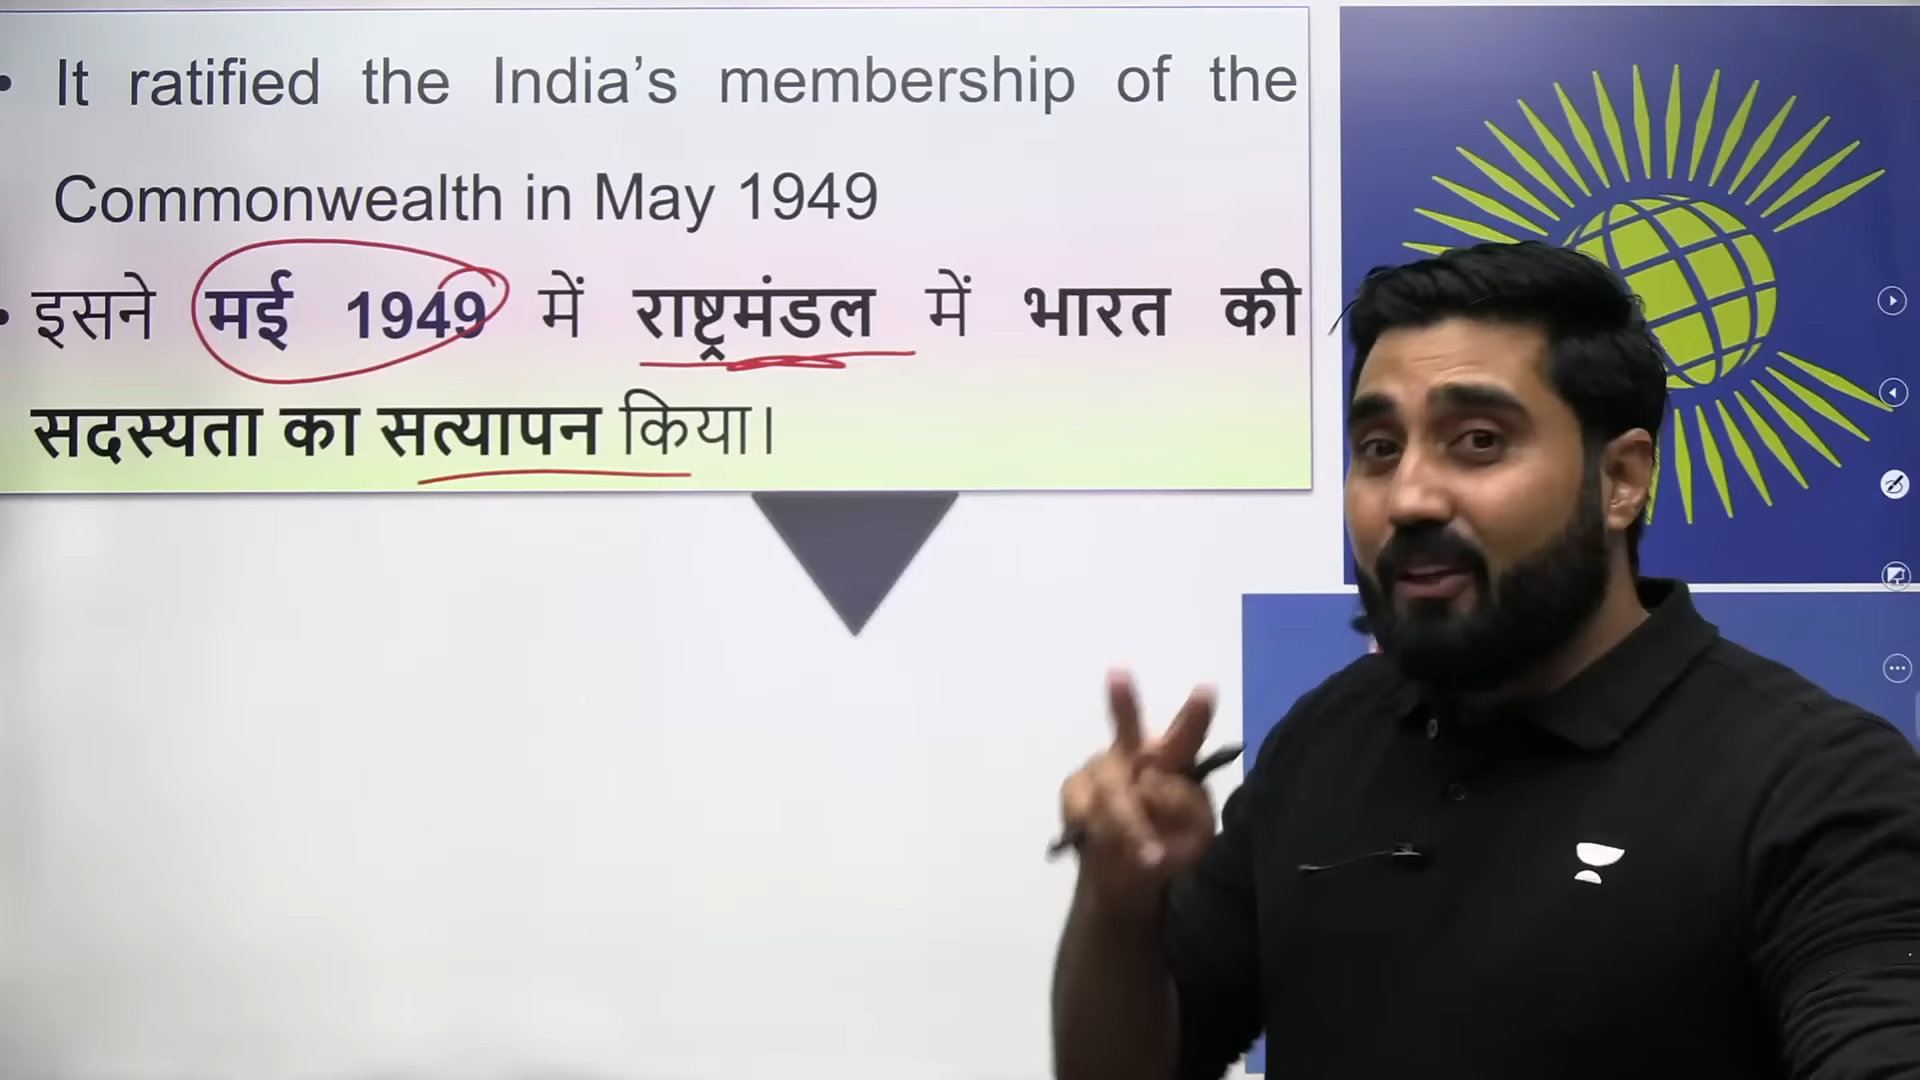 • It ratified the India’s membership of the
Commonwealth in May 1949
• इसने मई 1949 में राष्ट्रमंडल में भारत की
सदस्यता का सत्यापन किया।